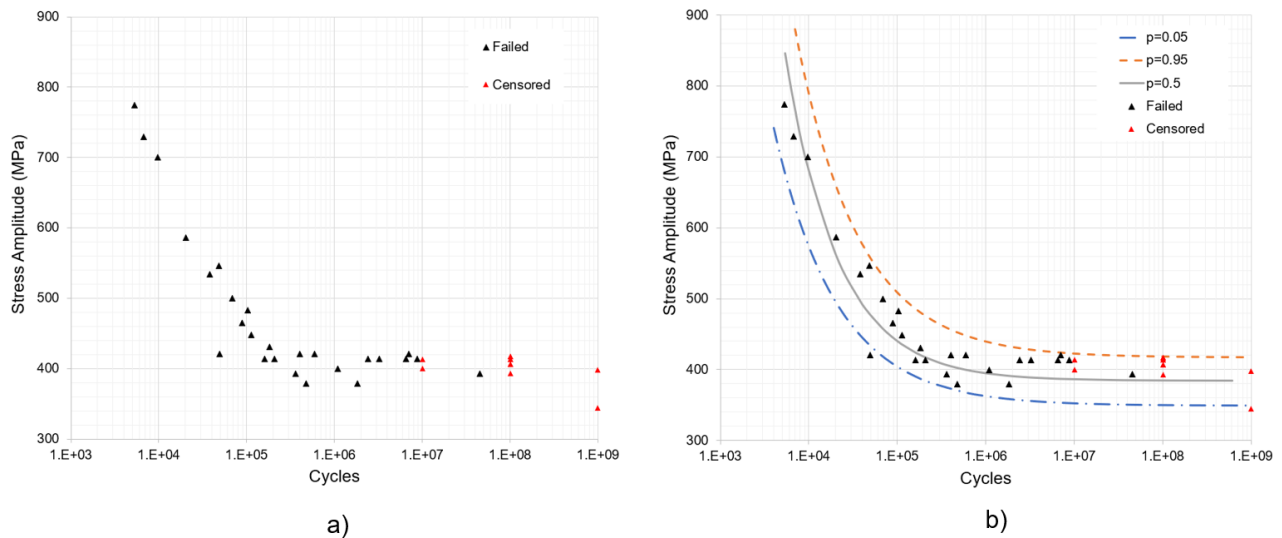 900
800
700
600
500
400
300
Stress Amplitude (MPa)
1.E+03 1.E+04 1.E+05 1.E+06 1.E+07 1.E+08 1.E+09
Cycles
Failed
Censored
a)
900
800
700
600
500
400
300
Stress Amplitude (MPa)
1.E+03 1.E+04 1.E+05 1.E+06 1.E+07 1.E+08 1.E+09
Cycles
p=0.05
p=0.95
p=0.5
Failed
Censored
b)